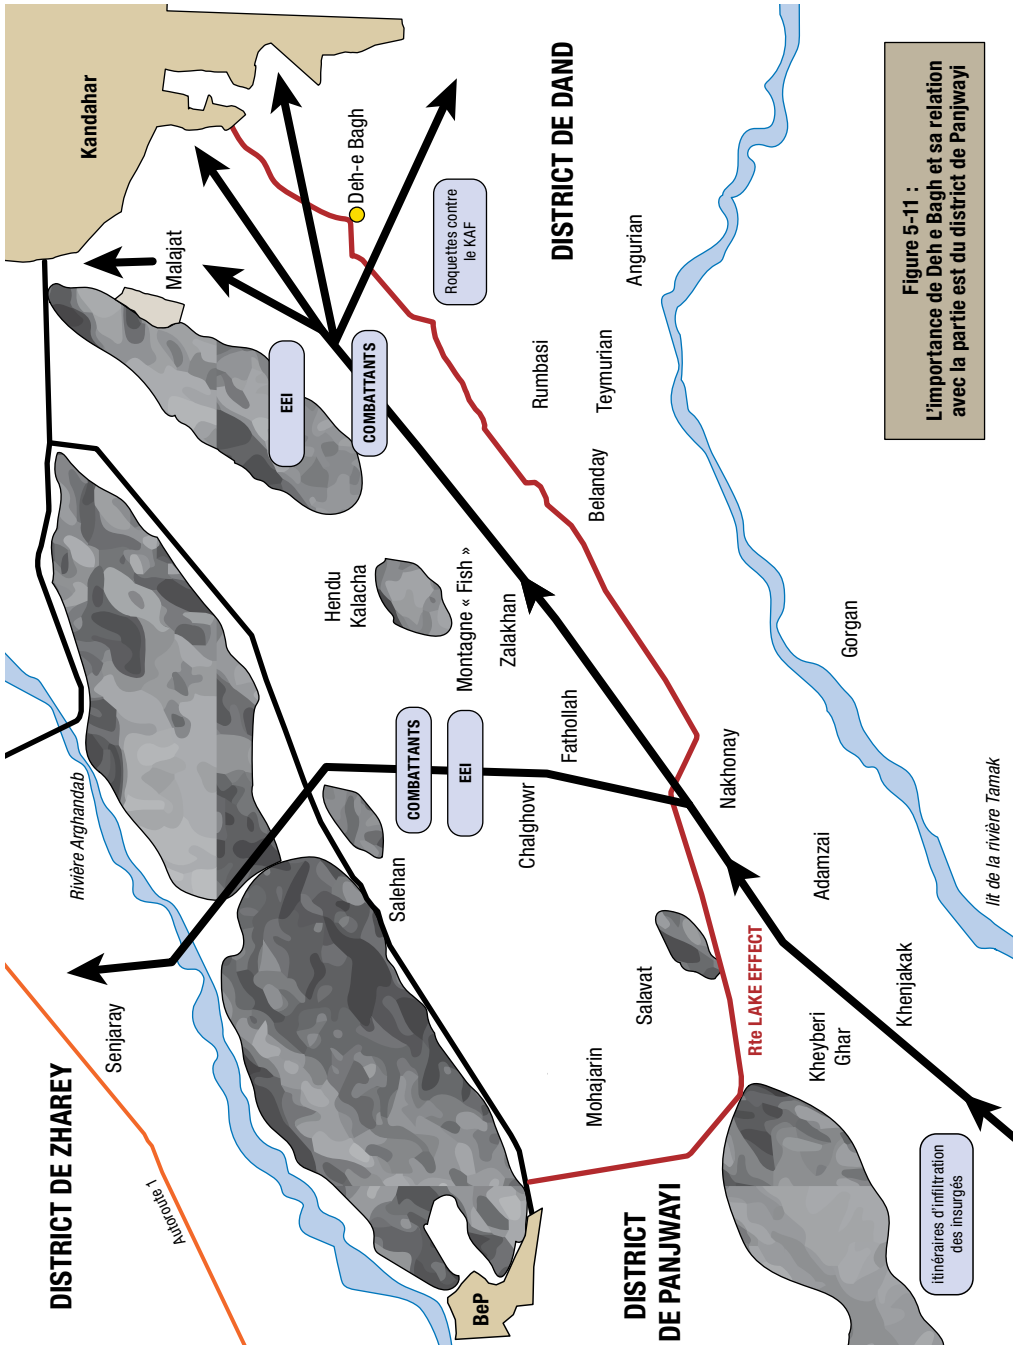 DISTRICT DE ZHAREY
Autoroute 1
Senjaray
Rivière Arghandab
Kandahar
Malajat
Deh-e Bagh
Roquettes contre
le KAF
DISTRICT DE DAND
EEI
COMBATTANTS
Hendu
Kalacha
Montagne « Fish »
Zalakhan
Rumbasi
Teymurian
Angurian
Belanday
COMBATTANTS
EEI
Fathollah
Chalghowr
Salehan
Nakhonay
Gorgan
Adamzai
lit de la rivière Tarnak
Salavat
Rte LAKE EFFECT
Mohajarin
Kheyberi
Ghar
Khenjakak
BeP
DISTRICT
DE PANJWAYI
itinéraires d'infiltration
des insurgés
Figure 5-11 :
L'importance de Deh e Bagh et sa relation
avec la partie est du district de Panjwayi